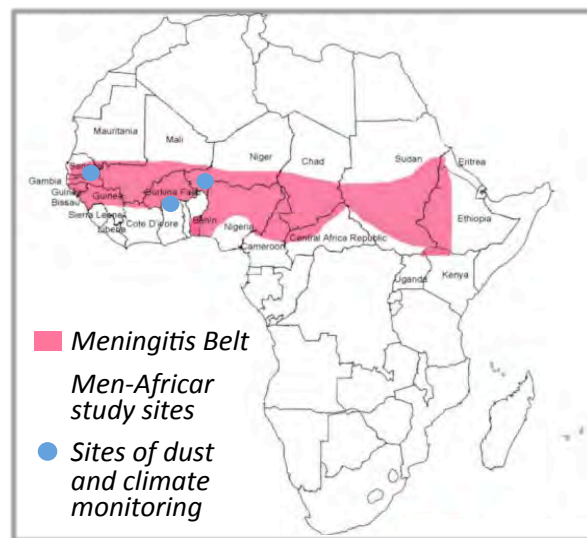 Mauritania
Mali
Niger
Chad
Sudan
Eritrea
Gambia
Guinea
Bissau
Guinea
Burkina Faso
Sierra Leone
Liberia
Cote D'ivore
Benin
Nigeria
Cameroon
Central Africa Republic
Ethiopia
Uganda
Kenya
Meningitis Belt
Men-Africar
study sites
Sites of dust
and climate
monitoring